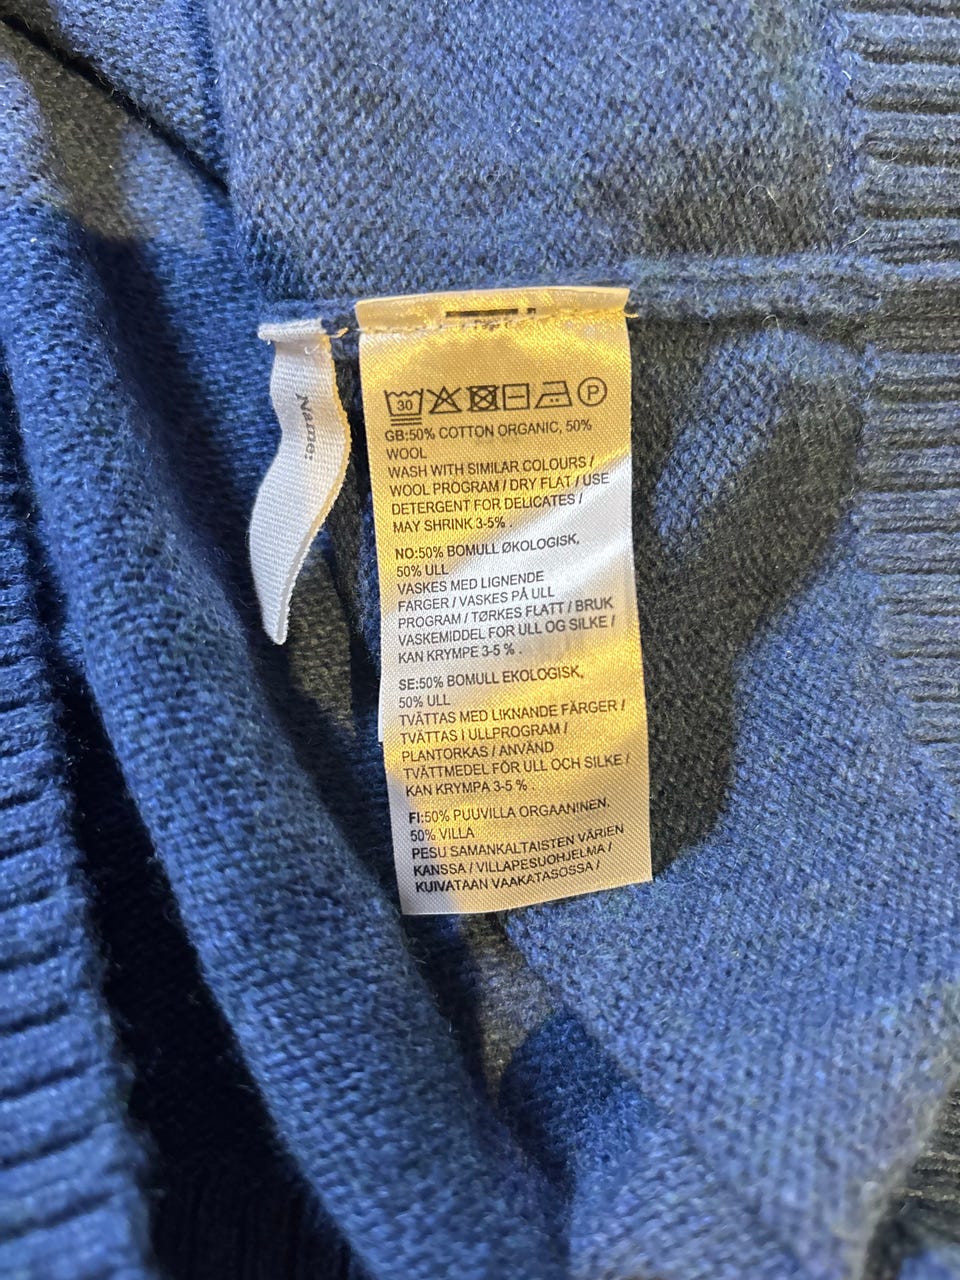 Name:
30 P
GB:50% COTTON ORGANIC, 50%
WOOL
WASH WITH SIMILAR COLOURS /
WOOL PROGRAM / DRY FLAT / USE
DETERGENT FOR DELICATES /
MAY SHRINK 3-5% .
NO:50% BOMULL ØKOLOGISK,
50% ULL
VASKES MED LIGNENDE
FARGER / VASKES PÅ ULL
PROGRAM / TØRKES FLATT / BRUK
VASKEMIDDEL FOR ULL OG SILKE /
KAN KRYMPE 3-5 % .
SE:50% BOMULL EKOLOGISK,
50% ULL
TVÄTTAS MED LIKNANDE FÄRGER /
TVÄTTAS I ULLPROGRAM /
PLANTORKAS / ANVÄND
TVÄTTMEDEL FÖR ULL OCH SILKE /
KAN KRYMPA 3-5 % .
FI:50% PUUVILLA ORGAANINEN,
50% VILLA
PESU SAMANKALTAISTEN VÄRIEN
KANSSA / VILLAPESUOHJELMA /
KUIVATAAN VAAKATASOSSA /